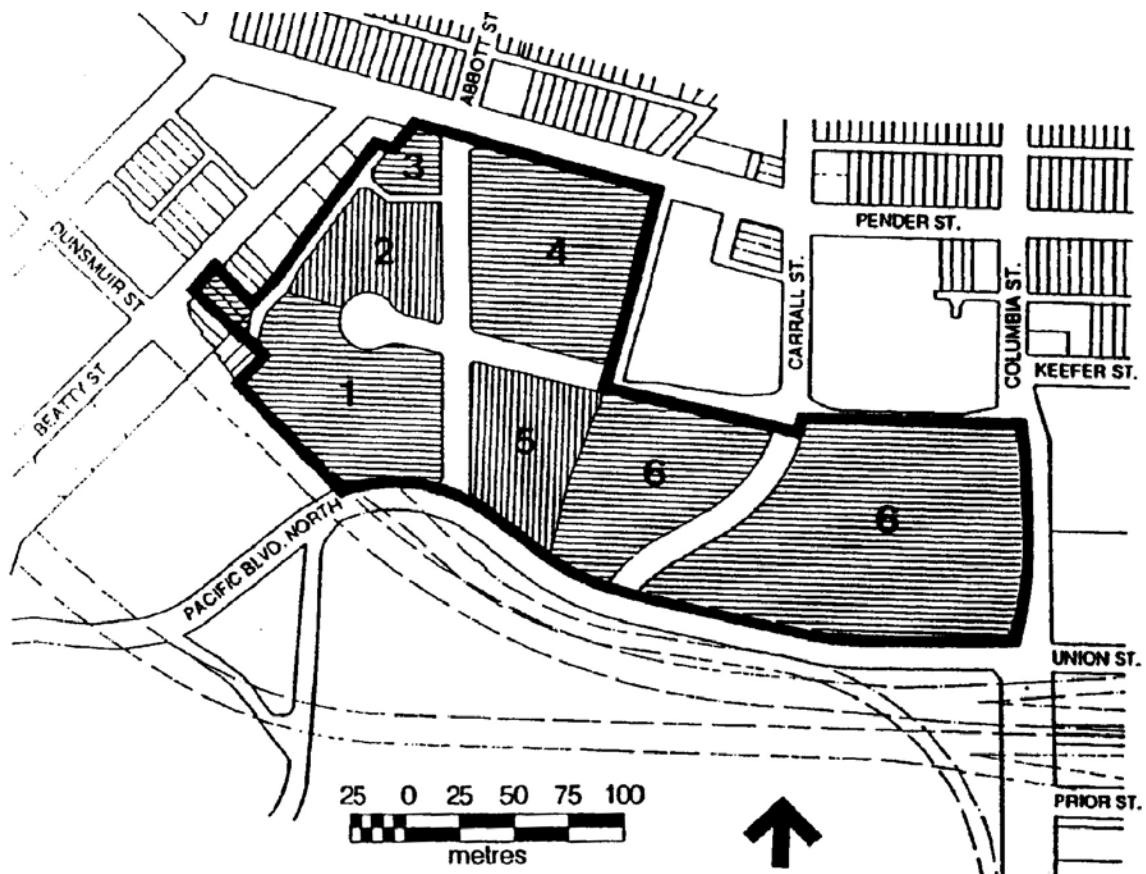 ABBOTT ST.
3
PENDER ST.
2
4
DUNSMUIR ST.
CARRALL ST.
COLUMBIA ST.
KEEFER ST.
BEATTY ST.
1
5
6
6
PACIFIC BLVD. NORTH
UNION ST.
25 0 25 50 75 100
metres
PRIOR ST.